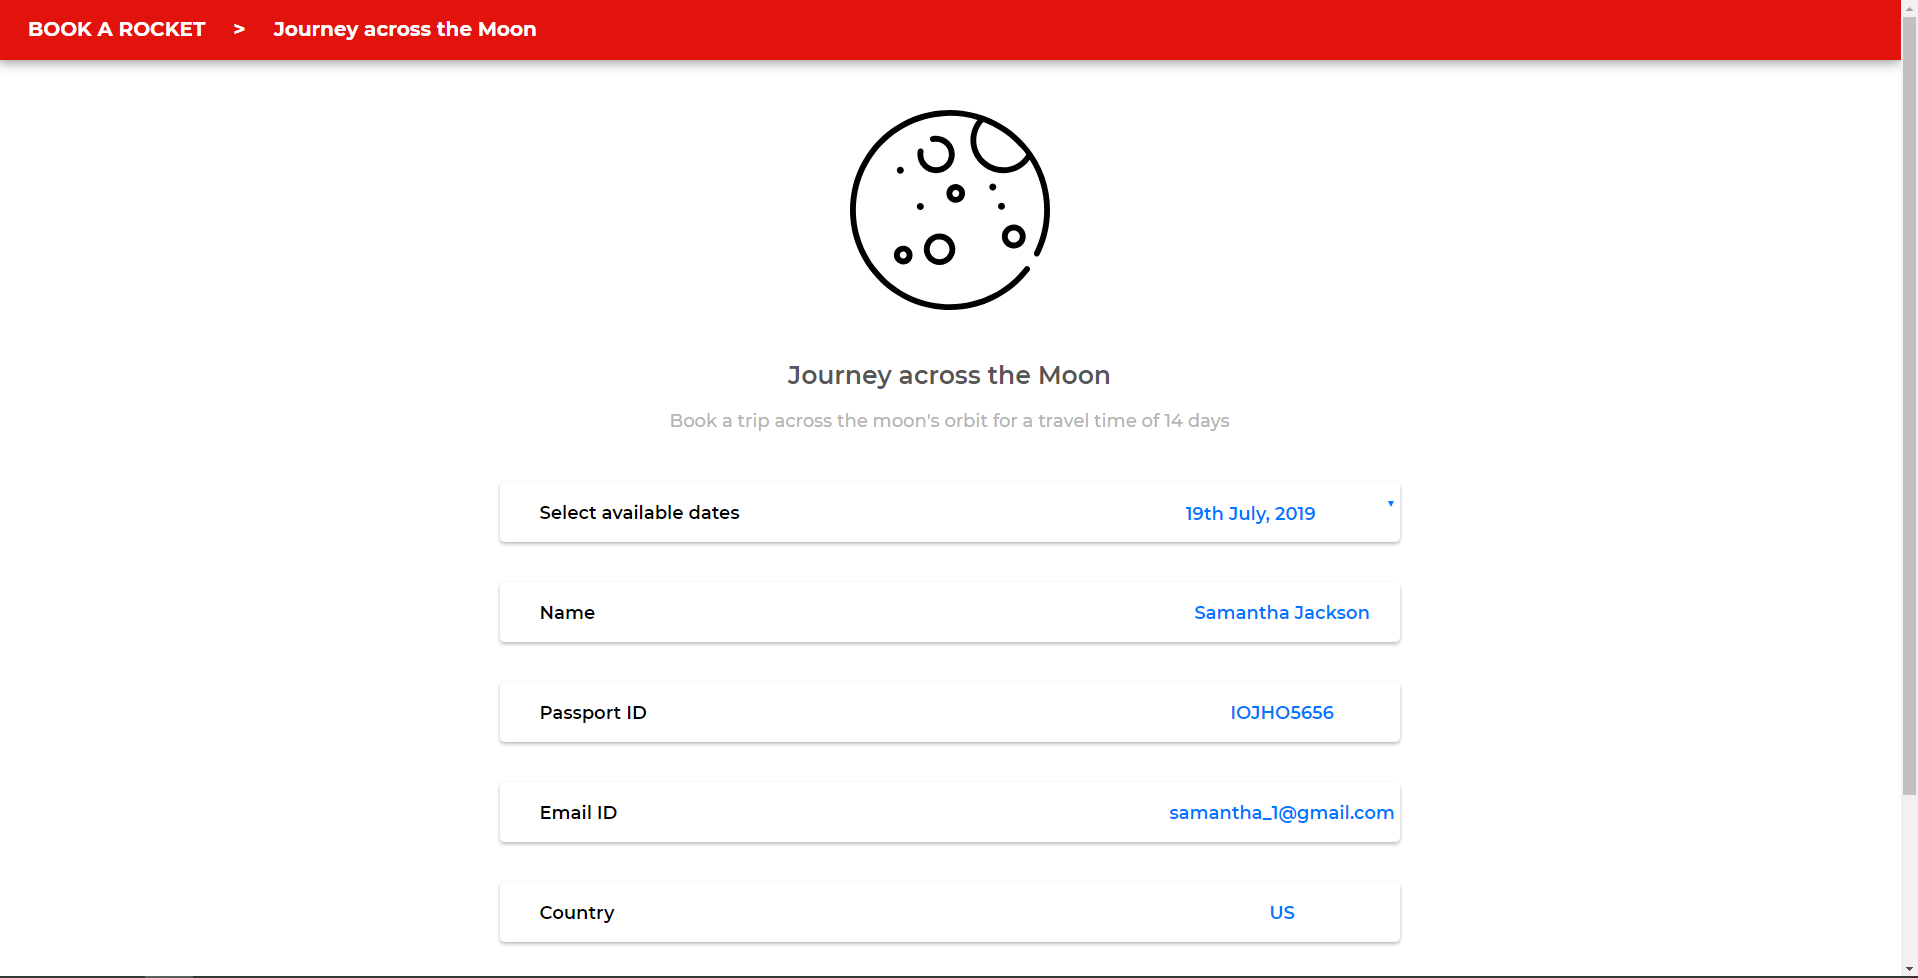 BOOK A ROCKET > Journey across the Moon
Journey across the Moon
Book a trip across the moon's orbit for a travel time of 14 days
Select available dates 19th July, 2019
Name Samantha Jackson
Passport ID IOJHO5656
Email ID samantha_1@gmail.com
Country US